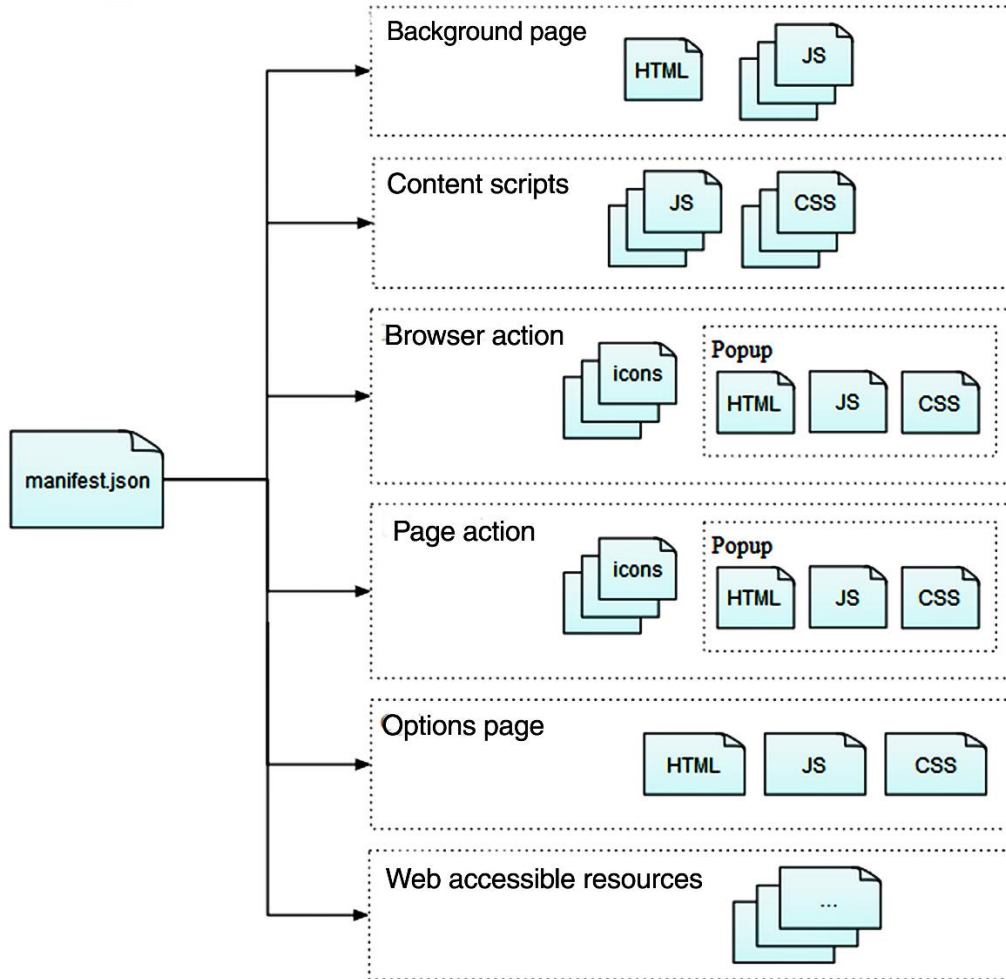 Background page
HTML
JS
Content scripts
JS
CSS
Browser action
icons
Popup
HTML
JS
CSS
manifest.json
Page action
icons
Popup
HTML
JS
CSS
Options page
HTML
JS
CSS
Web accessible resources
...